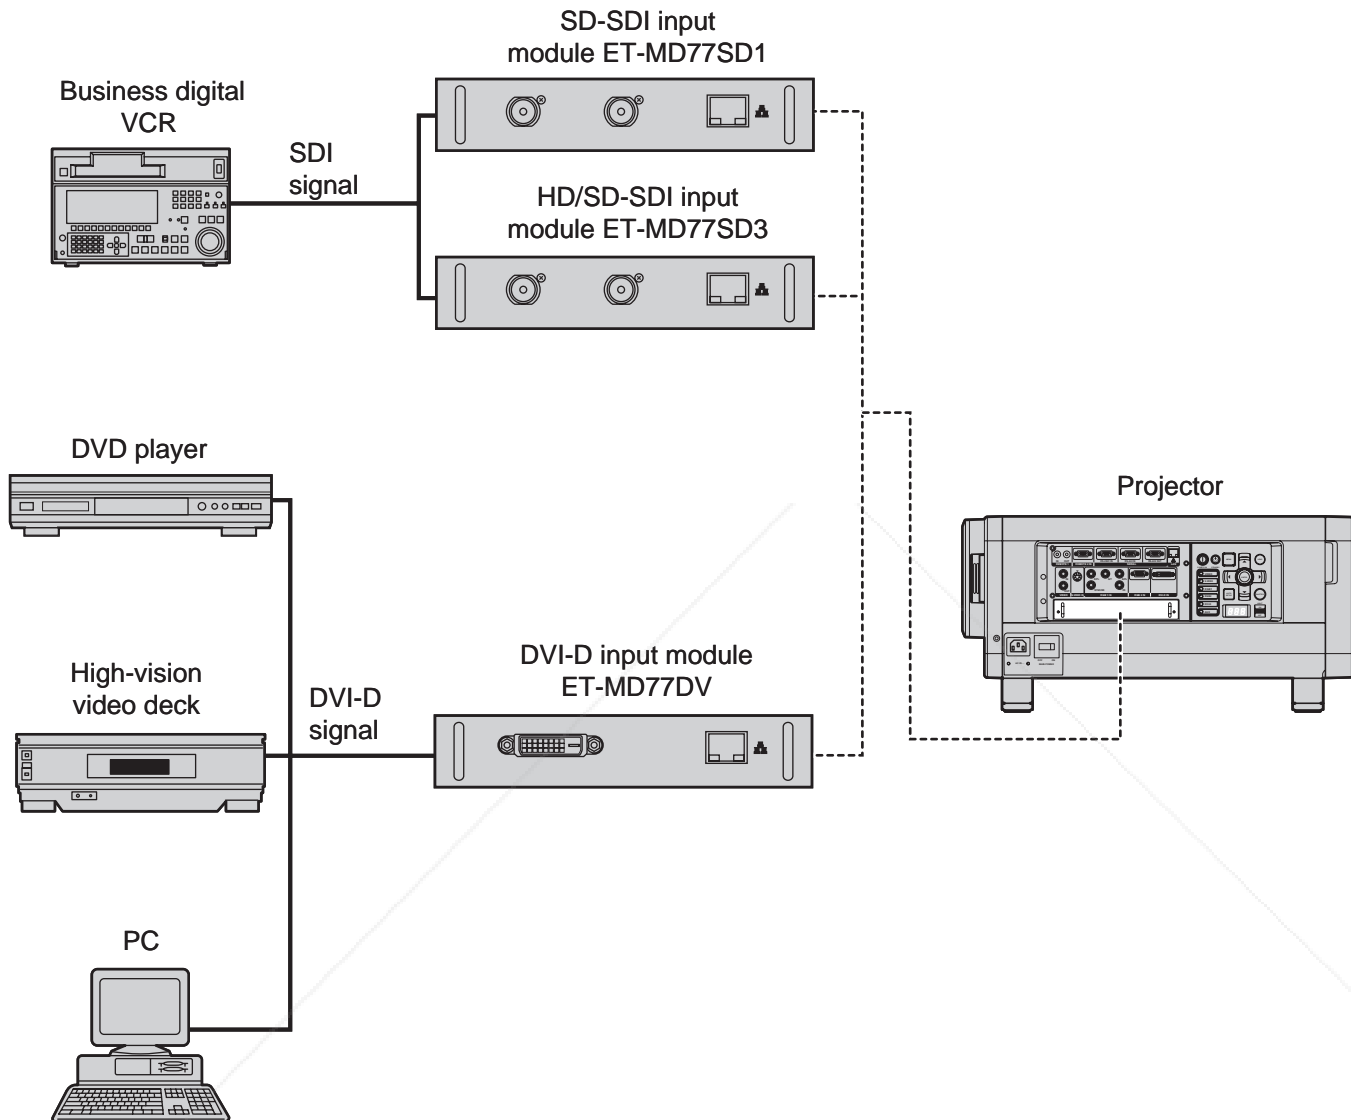 SD-SDI input
module ET-MD77SD1
Business digital
VCR
SDI
signal
HD/SD-SDI input
module ET-MD77SD3
DVD player
Projector
High-vision
video deck
DVI-D
signal
DVI-D input module
ET-MD77DV
PC